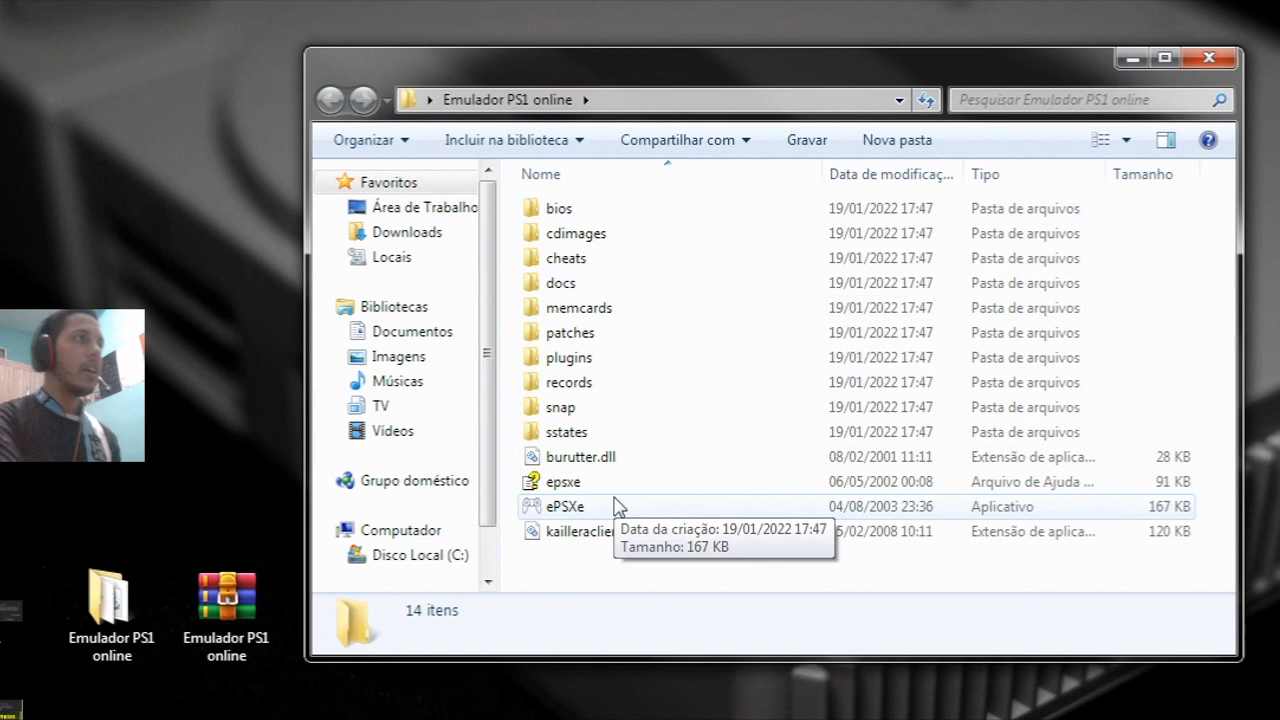 Emulador PS1 online
Pesquisar Emulador PS1 online
Organizar
Incluir na biblioteca
Compartilhar com
Gravar
Nova pasta
Nome
Data de modificaç...
Tipo
Tamanho
Favoritos
Área de Trabalho
Downloads
Locais
Bibliotecas
Documentos
Imagens
Músicas
TV
Vídeos
Grupo doméstico
Computador
Disco Local (C:)
bios 19/01/2022 17:47 Pasta de arquivos
cdimages 19/01/2022 17:47 Pasta de arquivos
cheats 19/01/2022 17:47 Pasta de arquivos
docs 19/01/2022 17:47 Pasta de arquivos
memcards 19/01/2022 17:47 Pasta de arquivos
patches 19/01/2022 17:47 Pasta de arquivos
plugins 19/01/2022 17:47 Pasta de arquivos
records 19/01/2022 17:47 Pasta de arquivos
snap 19/01/2022 17:47 Pasta de arquivos
sstates 19/01/2022 17:47 Pasta de arquivos
burutter.dll 08/02/2001 11:11 Extensão de aplica... 28 KB
epsxe 06/05/2002 00:08 Arquivo de Ajuda ... 91 KB
ePSXe 04/08/2003 23:36 Aplicativo 167 KB
kailleraclie 5/02/2008 10:11 Extensão de aplica... 120 KB
Data da criação: 19/01/2022 17:47
Tamanho: 167 KB
14 itens
Emulador PS1
online
Emulador PS1
online